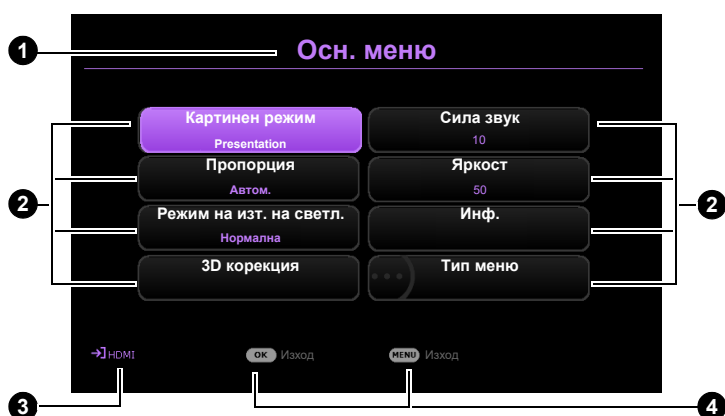 1
Осн. меню
Картинен режим
Presentation
Сила звук
10
Пропорция
Автом.
Яркост
50
2
2
Режим на изт. на светл.
Нормална
Инф.
3D корекция
Тип меню
HDMI
OK Изход
MENU Изход
3
4